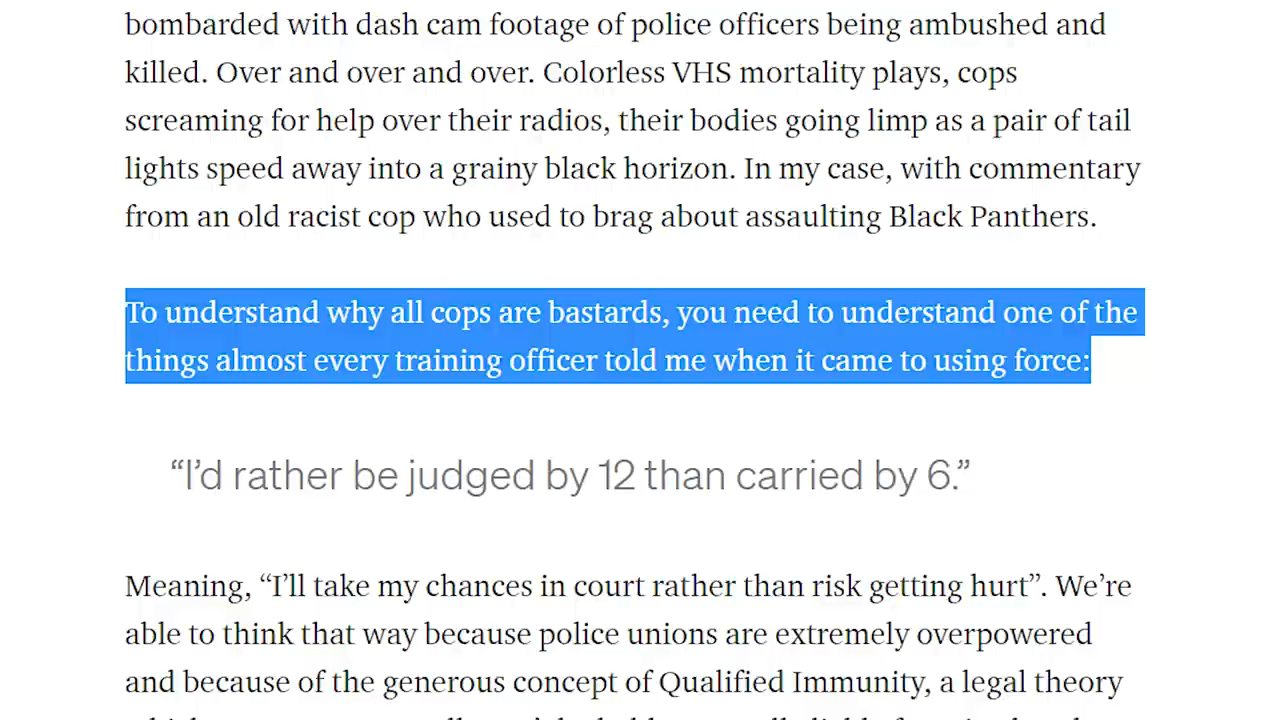 bombarded with dash cam footage of police officers being ambushed and
killed. Over and over and over. Colorless VHS mortality plays, cops
screaming for help over their radios, their bodies going limp as a pair of tail
lights speed away into a grainy black horizon. In my case, with commentary
from an old racist cop who used to brag about assaulting Black Panthers.
To understand why all cops are bastards, you need to understand one of the
things almost every training officer told me when it came to using force:
“I’d rather be judged by 12 than carried by 6.”
Meaning, “I’ll take my chances in court rather than risk getting hurt”. We’re
able to think that way because police unions are extremely overpowered
and because of the generous concept of Qualified Immunity, a legal theory